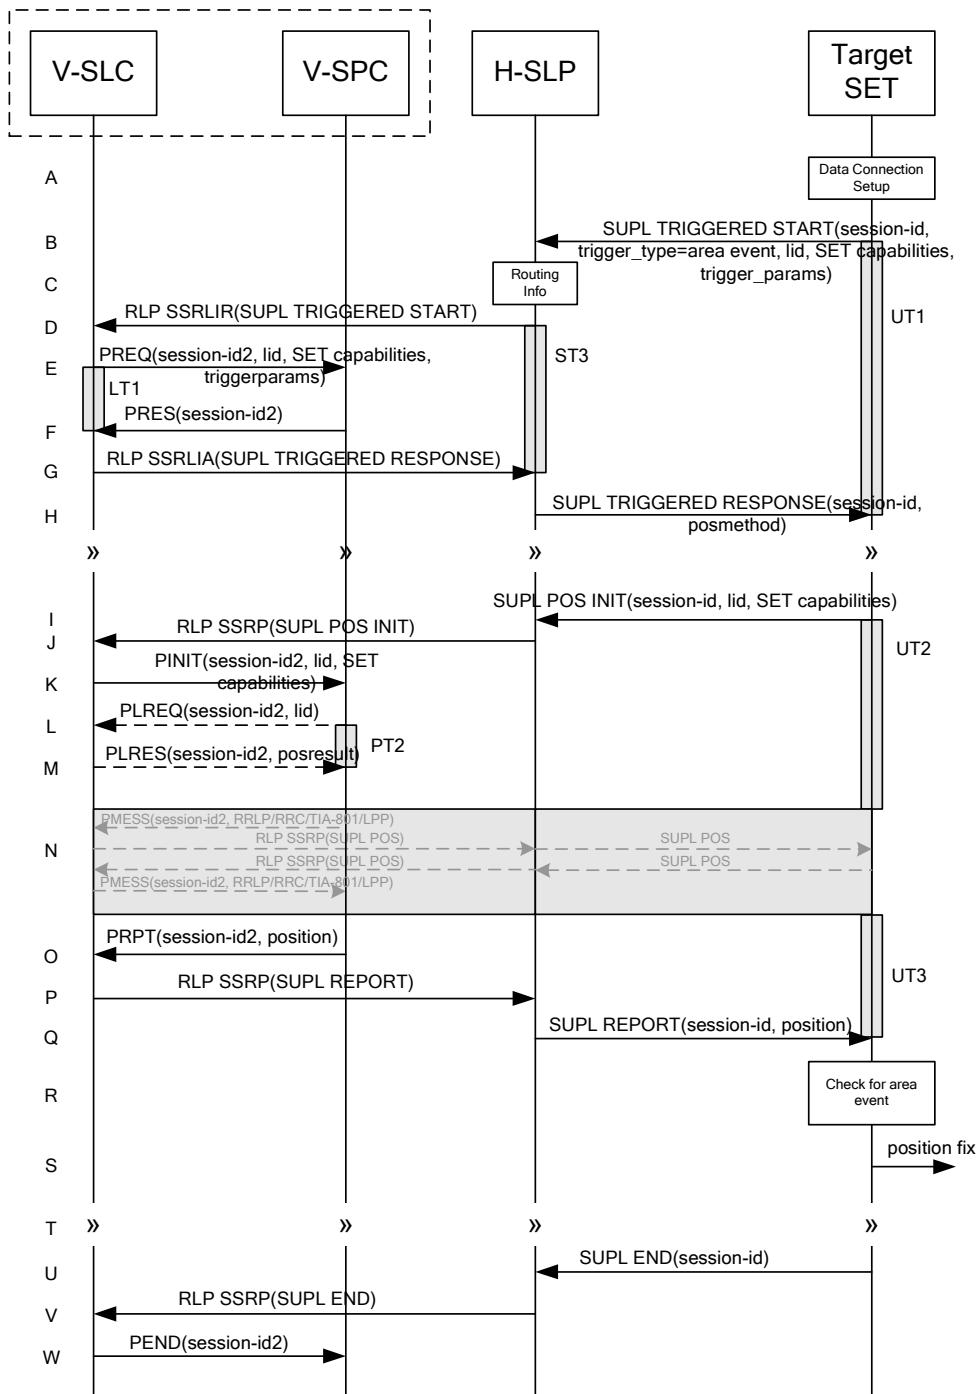 V-SLC
V-SPC
H-SLP
Target
SET
A
Data Connection
Setup
B
SUPL TRIGGERED START(session-id,
trigger_type=area event, lid, SET capabilities,
trigger_params)
C
Routing
Info
D
RLP SSRLIR(SUPL TRIGGERED START)
UT1
E
PREQ(session-id2, lid, SET capabilities,
triggerparams)
ST3
LT1
F
PRES(session-id2)
G
RLP SSRLIA(SUPL TRIGGERED RESPONSE)
H
SUPL TRIGGERED RESPONSE(session-id,
posmethod)
» » »
I
SUPL POS INIT(session-id, lid, SET capabilities)
J
RLP SSRP(SUPL POS INIT)
UT2
K
PINIT(session-id2, lid, SET
capabilities)
L
PLREQ(session-id2, lid)
PT2
M
PLRES(session-id2, posresult)
PMESS(session-id2, RRLP/RRC/TIA-801/LPP)
N
RLP SSRP(SUPL POS)
SUPL POS
RLP SSRP(SUPL POS)
SUPL POS
PMESS(session-id2, RRLP/RRC/TIA-801/LPP)
O
PRPT(session-id2, position)
P
RLP SSRP(SUPL REPORT)
UT3
Q
SUPL REPORT(session-id, position)
R
Check for area
event
S
position fix
T
» » »
U
SUPL END(session-id)
V
RLP SSRP(SUPL END)
W
PEND(session-id2)